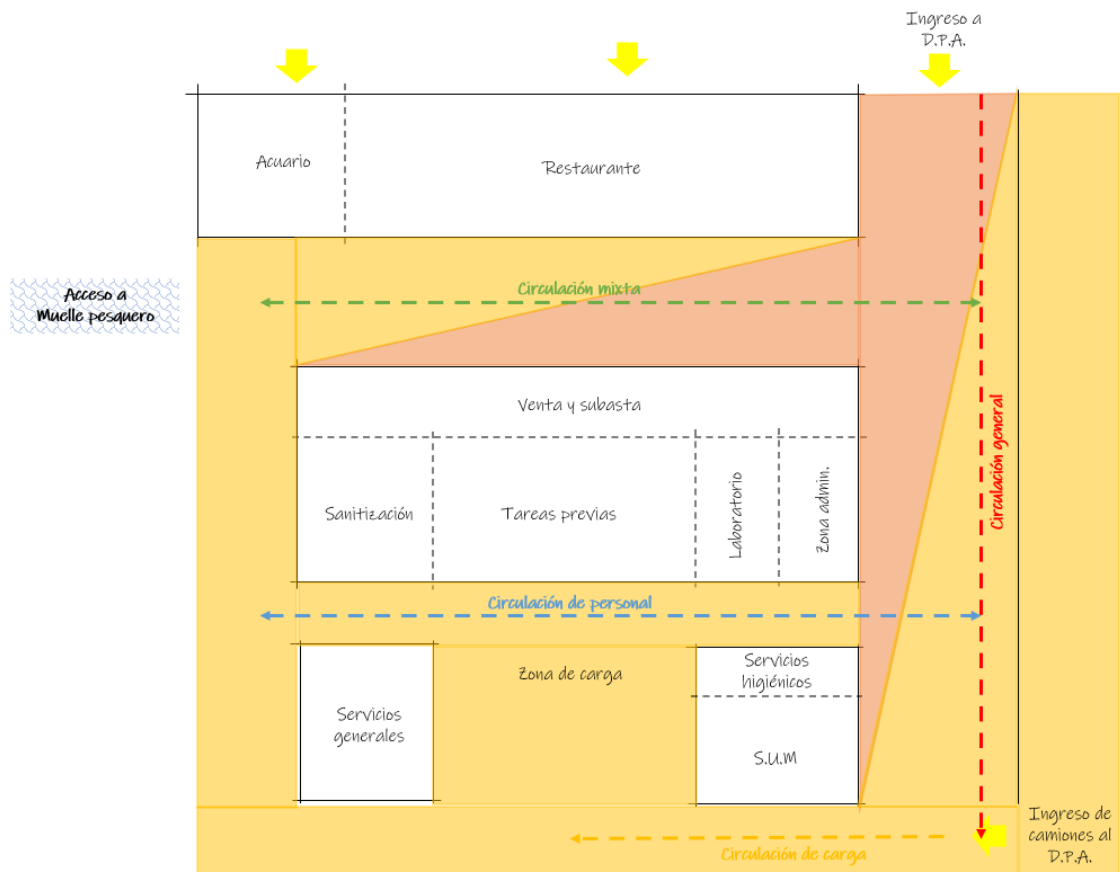 Ingreso a
D.P.A.
Acuario
Restaurante
Acceso a
Muelle pesquero
Circulación mixta
Venta y subasta
Circulación general
Sanitización
Tareas previas
Laboratorio
Zona admin.
Circulación de personal
Zona de carga
Servicios
higiénicos
Servicios
generales
S.U.M
Ingreso de
camiones al
D.P.A.
Circulación de carga